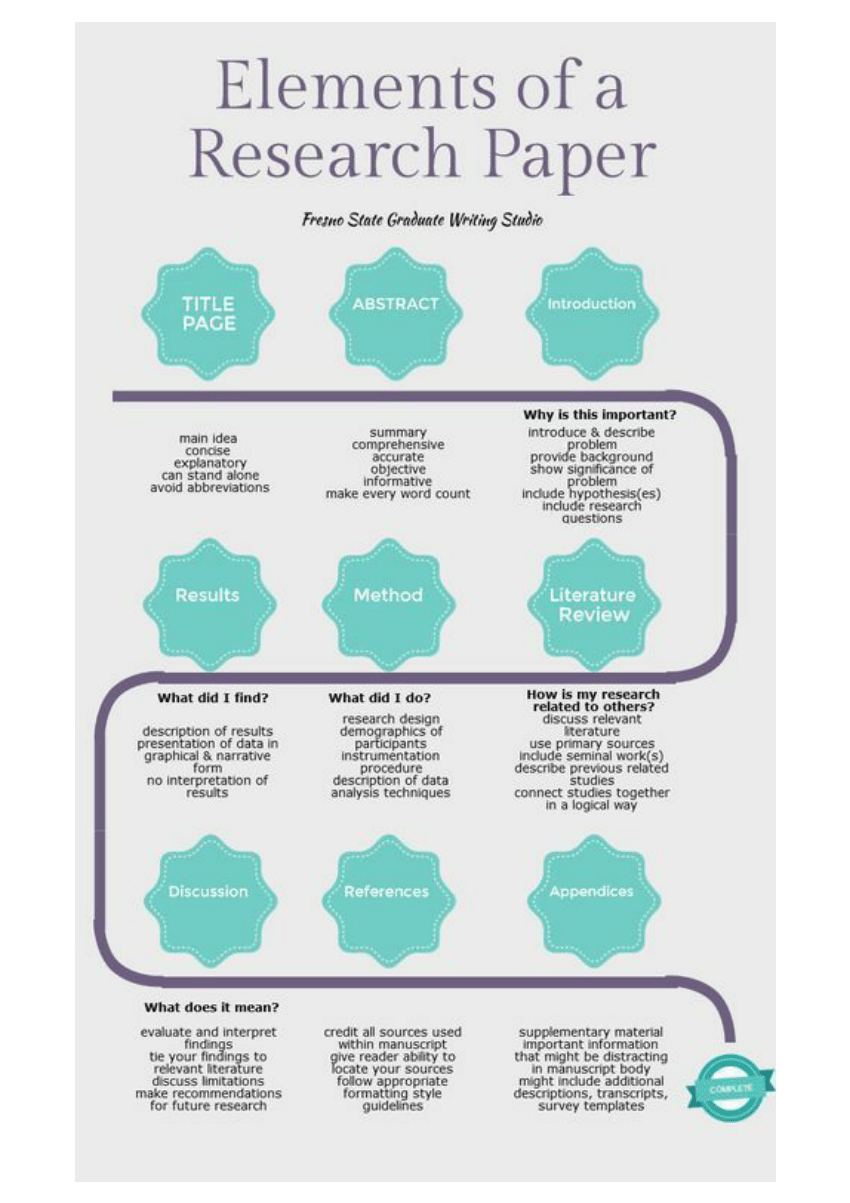 Elements of a
Research Paper
Fresno State Graduate Writing Studio
TITLE
PAGE
ABSTRACT
Introduction
main idea
concise
explanatory
can stand alone
avoid abbreviations
summary
comprehensive
accurate
objective
informative
make every word count
Why is this important?
introduce & describe
problem
provide background
show significance of
problem
include hypothesis(es)
include research
questions
Results
Method
Literature
Review
What did I find?
description of results
presentation of data in
graphical & narrative
form
no interpretation of
results
What did I do?
research design
demographics of
participants
instrumentation
procedure
description of data
analysis techniques
How is my research
related to others?
discuss relevant
literature
use primary sources
include seminal work(s)
describe previous related
studies
connect studies together
in a logical way
Discussion
References
Appendices
What does it mean?
evaluate and interpret
findings
tie your findings to
relevant literature
discuss limitations
make recommendations
for future research
credit all sources used
within manuscript
give reader ability to
locate your sources
follow appropriate
formatting style
guidelines
supplementary material
important information
that might be distracting
in manuscript body
might include additional
descriptions, transcripts,
survey templates
COMPLETE